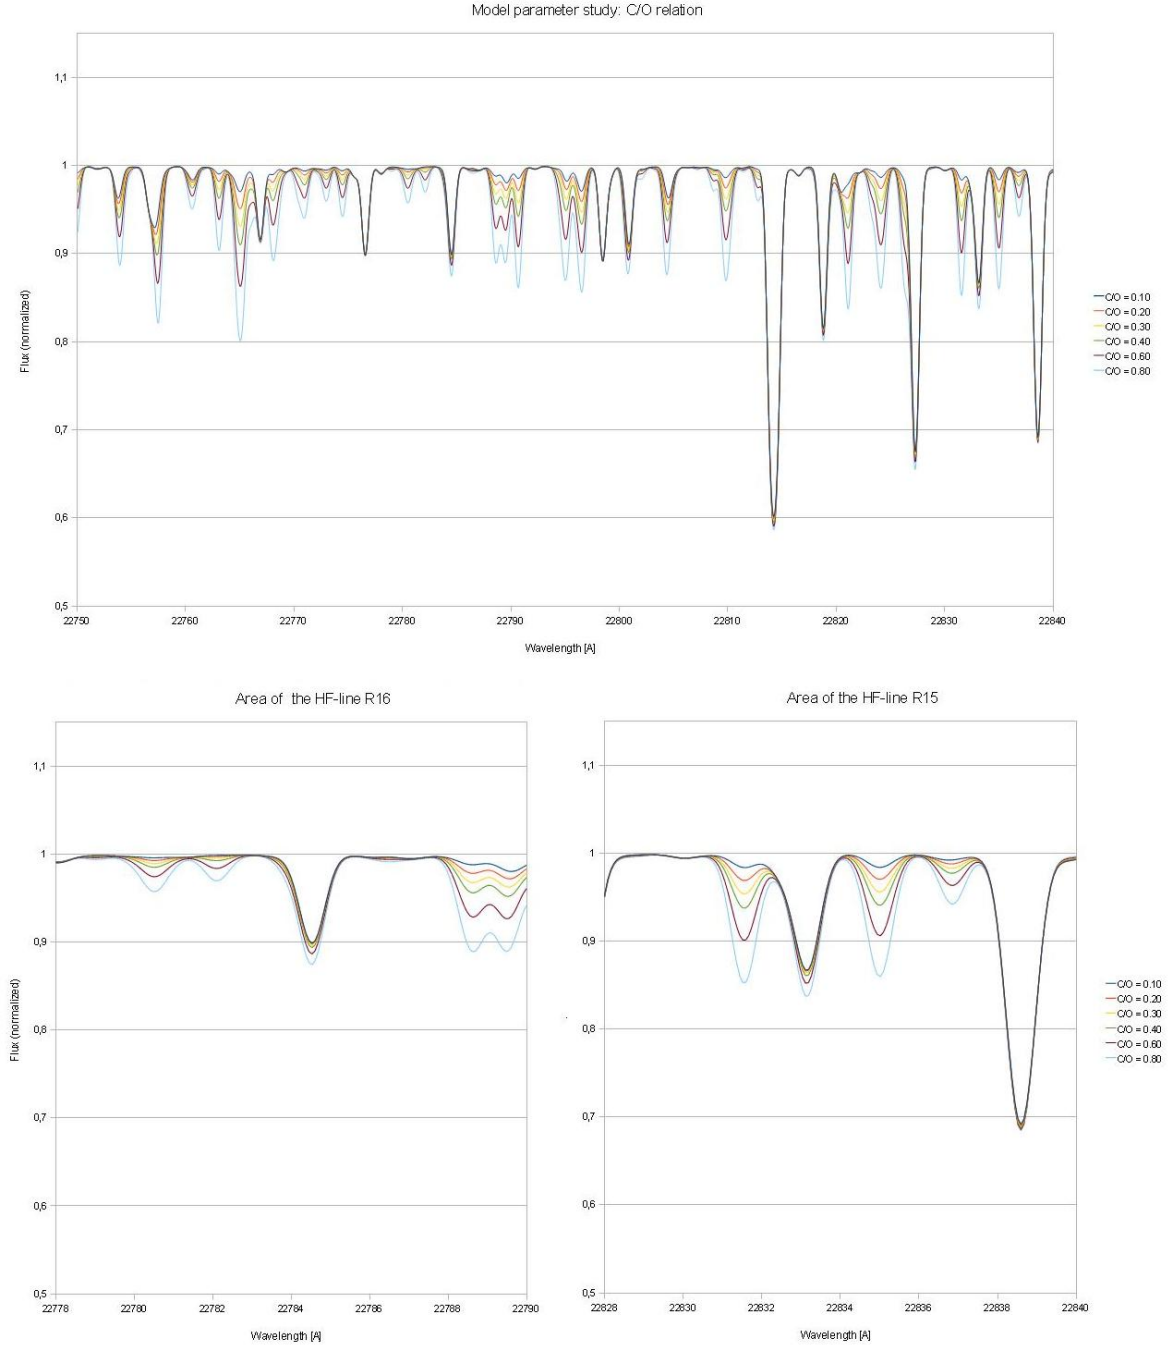 Model parameter study: C/O relation
1,1
1
0,9
0,8
0,7
0,6
0,5
Flux (normalized)
22750 22760 22770 22780 22790 22800 22810 22820 22830 22840
Wavelength [A]
C/O = 0.10
C/O = 0.20
C/O = 0.30
C/O = 0.40
C/O = 0.60
C/O = 0.80
Area of the HF-line R16
1,1
1
0,9
0,8
0,7
0,6
0,5
Flux (normalized)
22778 22780 22782 22784 22786 22788 22790
Wavelength [A]
Area of the HF-line R15
1,1
1
0,9
0,8
0,7
0,6
0,5
22828 22830 22832 22834 22836 22838 22840
Wavelength [A]
C/O = 0.10
C/O = 0.20
C/O = 0.30
C/O = 0.40
C/O = 0.60
C/O = 0.80